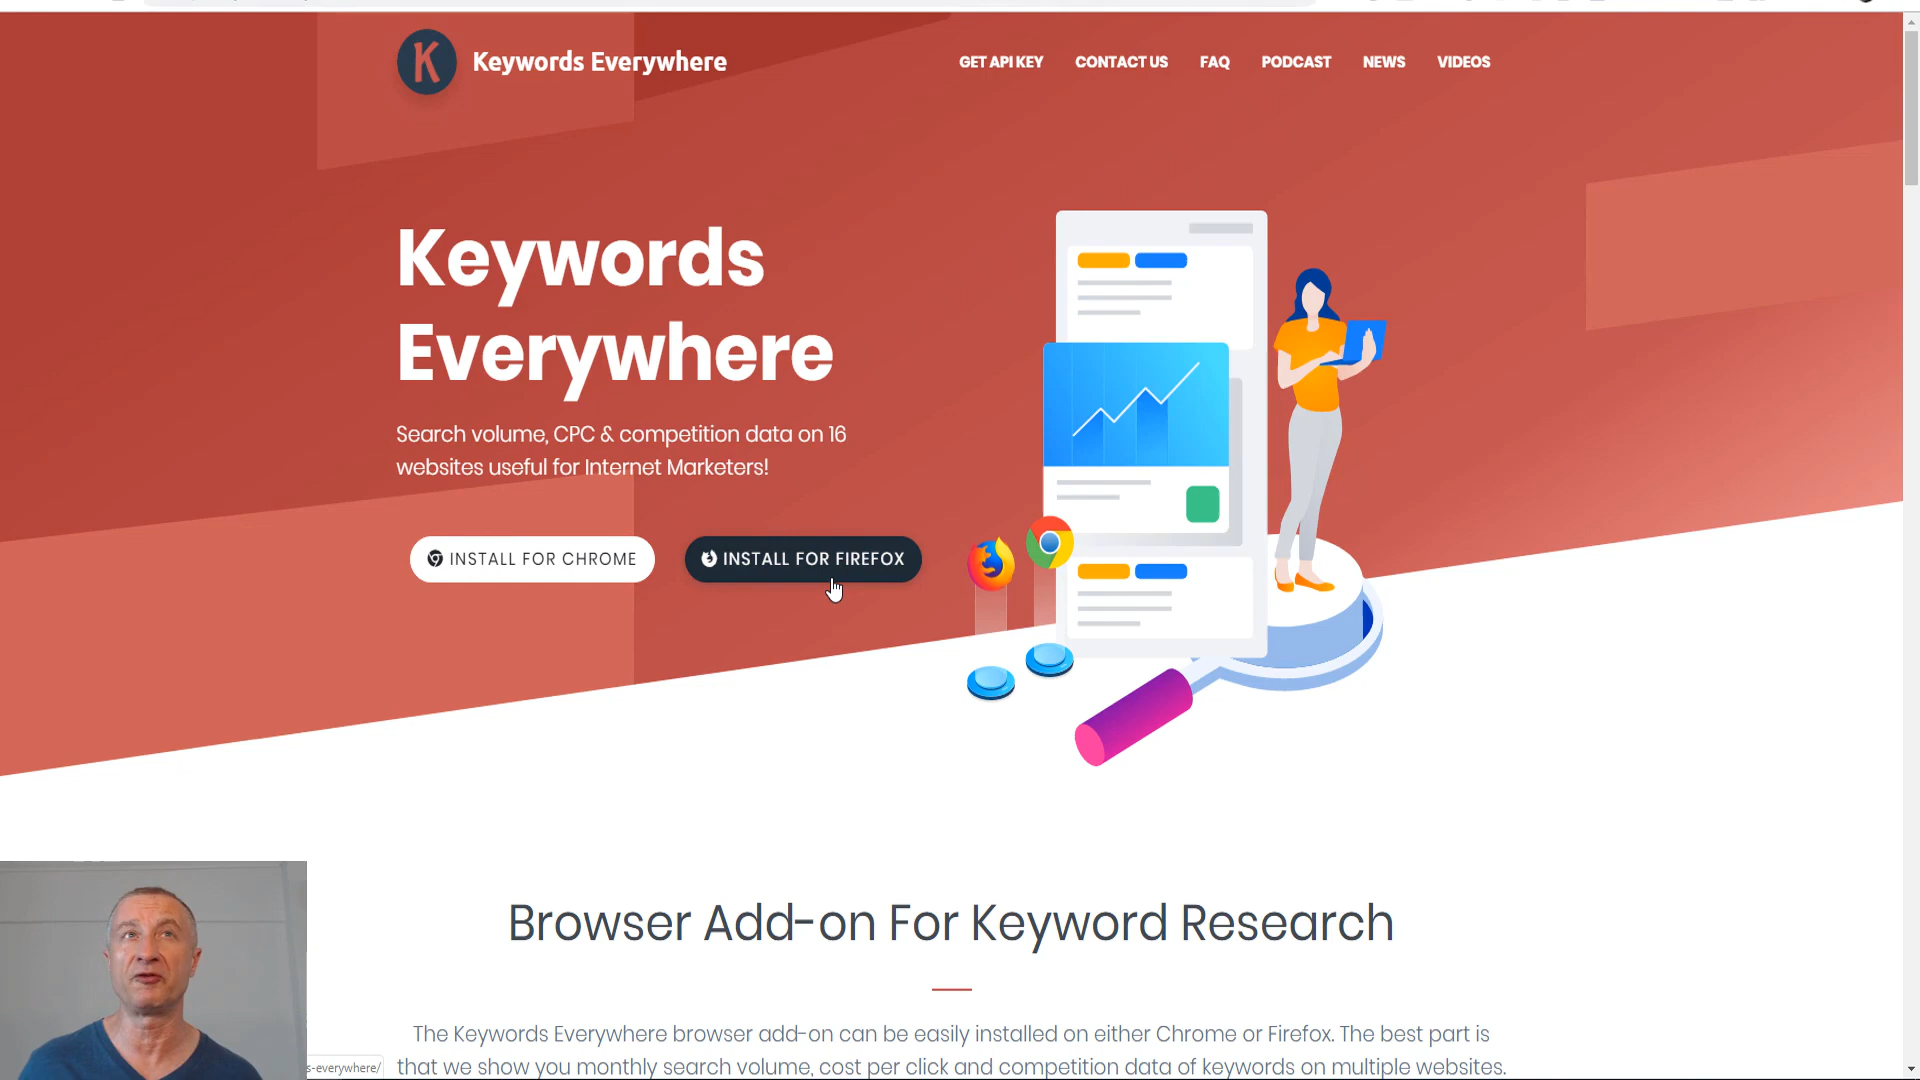 K Keywords Everywhere
GET API KEY CONTACT US FAQ PODCAST NEWS VIDEOS
Keywords
Everywhere
Search volume, CPC & competition data on 16
websites useful for Internet Marketers!
INSTALL FOR CHROME
INSTALL FOR FIREFOX
Browser Add-on For Keyword Research
The Keywords Everywhere browser add-on can be easily installed on either Chrome or Firefox. The best part is
that we show you monthly search volume, cost per click and competition data of keywords on multiple websites.
s-everywhere/